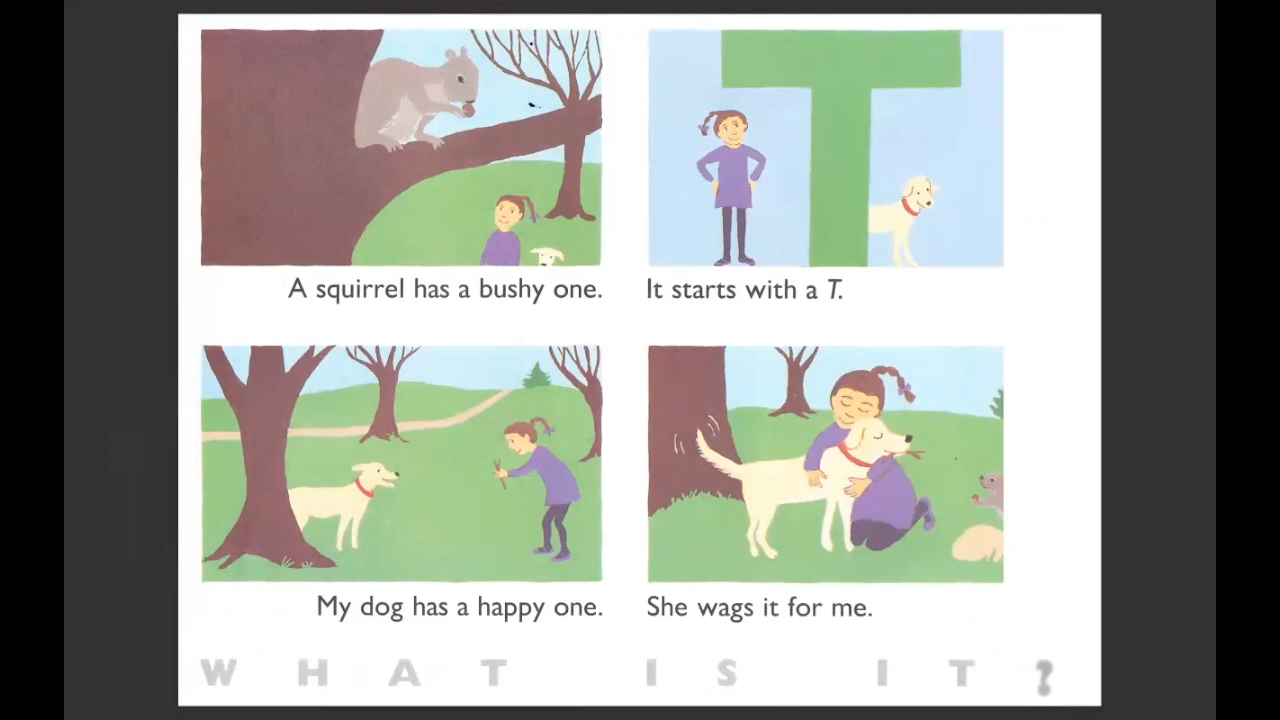 A squirrel has a bushy one.
It starts with a T.
My dog has a happy one.
She wags it for me.
WHAT IS IT?